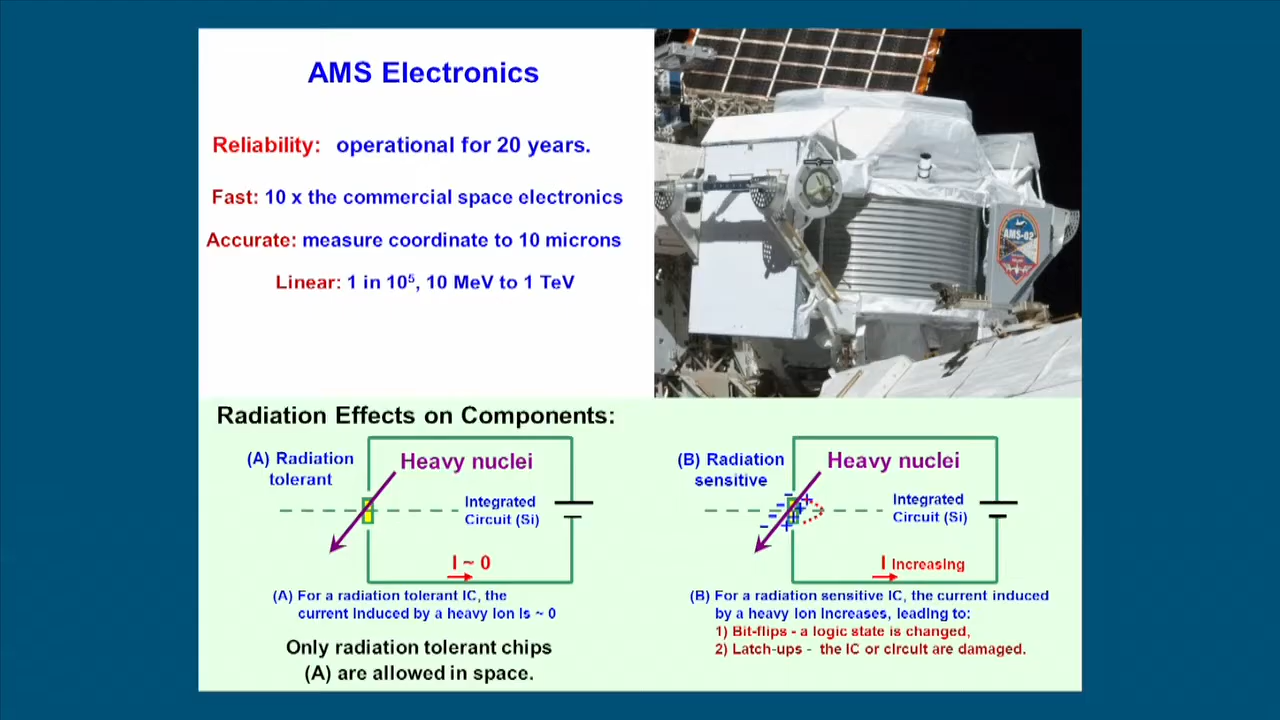 AMS Electronics
Reliability: operational for 20 years.
Fast: 10 x the commercial space electronics
Accurate: measure coordinate to 10 microns
Linear: 1 in 10⁵, 10 MeV to 1 TeV
AMS-02
Radiation Effects on Components:
(A) Radiation
tolerant
Heavy nuclei
Integrated
Circuit (Si)
I ~ 0
(A) For a radiation tolerant IC, the
current induced by a heavy ion is ~ 0
Only radiation tolerant chips
(A) are allowed in space.
(B) Radiation
sensitive
Heavy nuclei
Integrated
Circuit (Si)
I increasing
(B) For a radiation sensitive IC, the current induced
by a heavy ion increases, leading to:
1) Bit-flips - a logic state is changed,
2) Latch-ups - the IC or circuit are damaged.